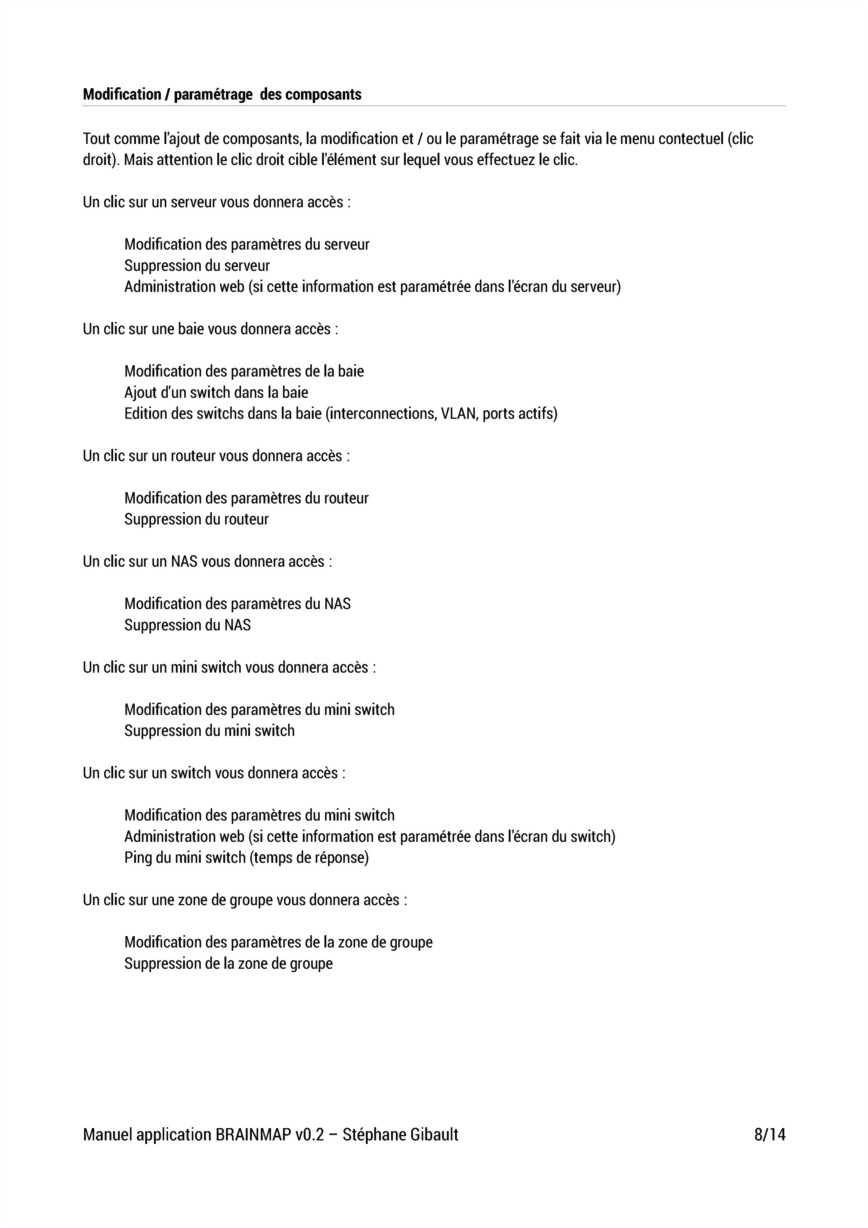 Modification / paramétrage  des composants
Tout comme l'ajout de composants, la modification et / ou le paramétrage se fait via le menu contectuel (clic
droit). Mais attention le clic droit cible l'élément sur lequel vous effectuez le clic.
Un clic sur un serveur vous donnera accès :
Modification des paramètres du serveur
Suppression du serveur
Administration web (si cette information est paramétrée dans l'écran du serveur)
Un clic sur une baie vous donnera accès :
Modification des paramètres de la baie
Ajout d'un switch dans la baie
Edition des switchs dans la baie (interconnections, VLAN, ports actifs)
Un clic sur un routeur vous donnera accès :
Modification des paramètres du routeur
Suppression du routeur
Un clic sur un NAS vous donnera accès :
Modification des paramètres du NAS
Suppression du NAS
Un clic sur un mini switch vous donnera accès :
Modification des paramètres du mini switch
Suppression du mini switch
Un clic sur un switch vous donnera accès :
Modification des paramètres du mini switch
Administration web (si cette information est paramétrée dans l'écran du switch)
Ping du mini switch (temps de réponse)
Un clic sur une zone de groupe vous donnera accès :
Modification des paramètres de la zone de groupe
Suppression de la zone de groupe
Manuel application BRAINMAP v0.2 – Stéphane Gibault 8/14